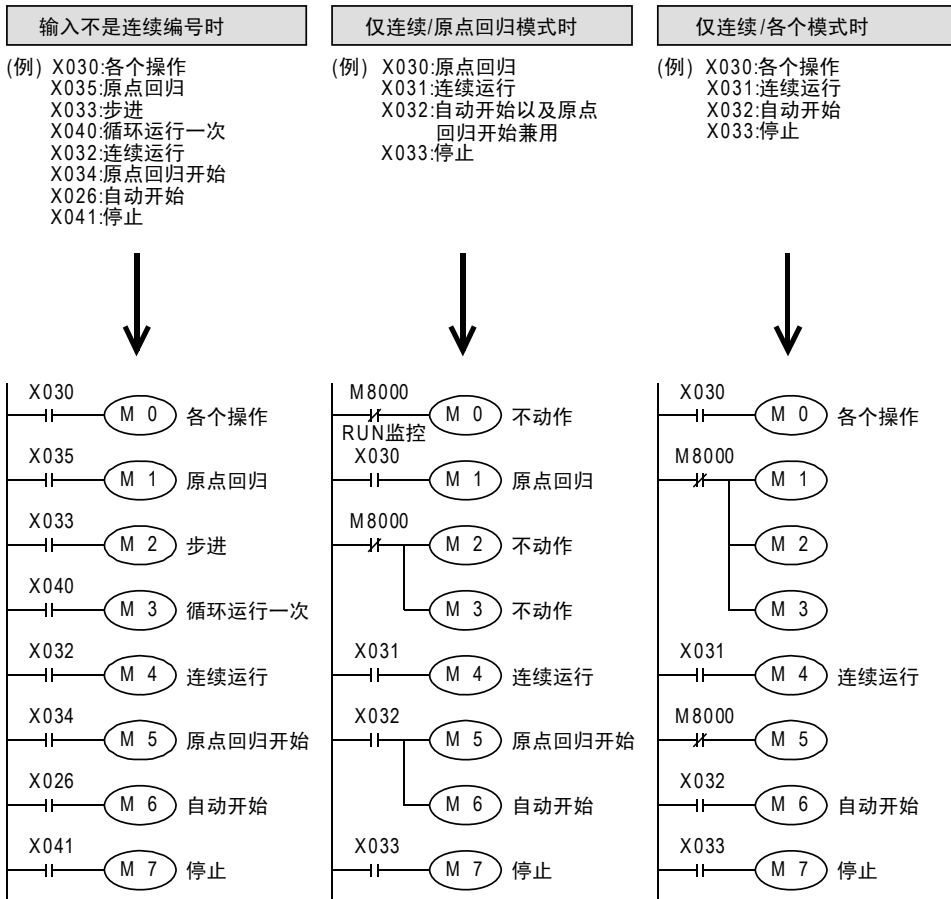 输入不是连续编号时
(例) X030:各个操作
X035:原点回归
X033:步进
X040:循环运行一次
X032:连续运行
X034:原点回归开始
X026:自动开始
X041:停止
X030
M 0 各个操作
X035
M 1 原点回归
X033
M 2 步进
X040
M 3 循环运行一次
X032
M 4 连续运行
X034
M 5 原点回归开始
X026
M 6 自动开始
X041
M 7 停止
仅连续/原点回归模式时
(例) X030:原点回归
X031:连续运行
X032:自动开始以及原点
回归开始兼用
X033:停止
M8000
M 0 不动作
RUN监控
X030
M 1 原点回归
M8000
M 2 不动作
M 3 不动作
X031
M 4 连续运行
X032
M 5 原点回归开始
M 6 自动开始
X033
M 7 停止
仅连续/各个模式时
(例) X030:各个操作
X031:连续运行
X032:自动开始
X033:停止
X030
M 0 各个操作
M8000
M 1
M 2
M 3
X031
M 4 连续运行
M8000
M 5
X032
M 6 自动开始
X033
M 7 停止